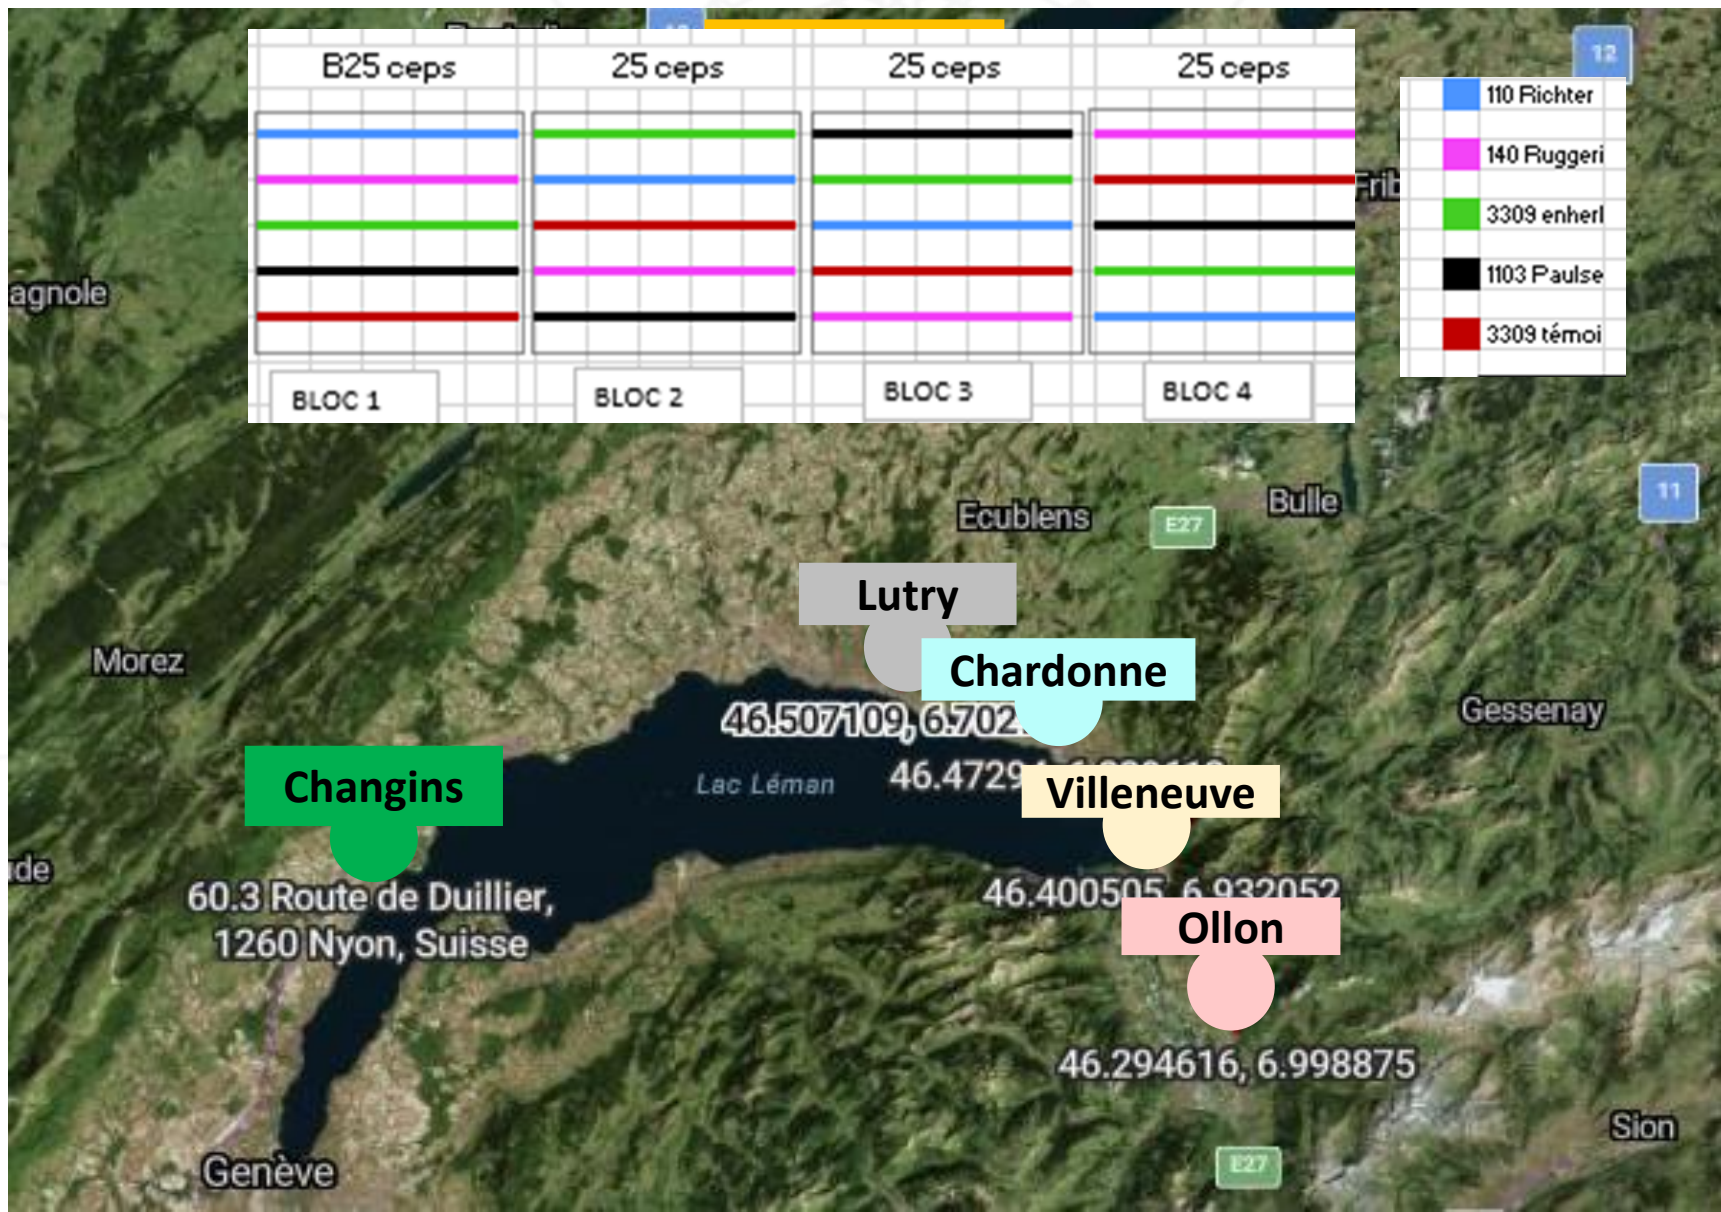 B25 ceps
25 ceps
25 ceps
25 ceps
BLOC 1
BLOC 2
BLOC 3
BLOC 4
12
110 Richter
140 Ruggeri
3309 enherl
1103 Paulse
3309 témoi
Frib
agnole
11
Ecublens
E27
Bulle
Lutry
Morez
Chardonne
46.507109, 6.702
Gessenay
Changins
Lac Léman
46.4729
Villeneuve
de
60.3 Route de Duillier,
1260 Nyon, Suisse
46.400505, 6.932052
Ollon
46.294616, 6.998875
Sion
Genève
E27